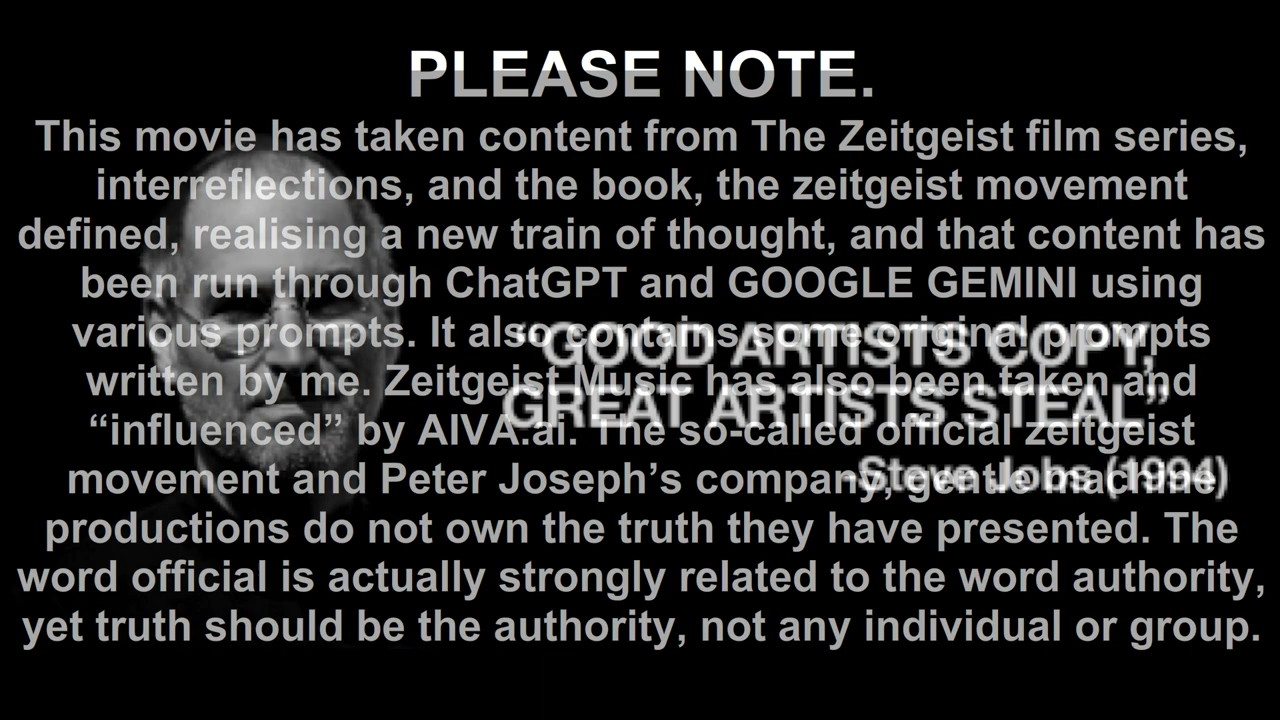 PLEASE NOTE.
This movie has taken content from The Zeitgeist film series,
interreflections, and the book, the zeitgeist movement
defined, realising a new train of thought, and that content has
been run through ChatGPT and GOOGLE GEMINI using
various prompts. It also contains some original prompts
written by me. Zeitgeist Music has also been taken and
“influenced” by AIVA.ai. The so-called official zeitgeist
movement and Peter Joseph’s company, gentle machine
productions do not own the truth they have presented. The
word official is actually strongly related to the word authority,
yet truth should be the authority, not any individual or group.
“GOOD ARTISTS COPY,
GREAT ARTISTS STEAL”
-Steve Jobs (1994)